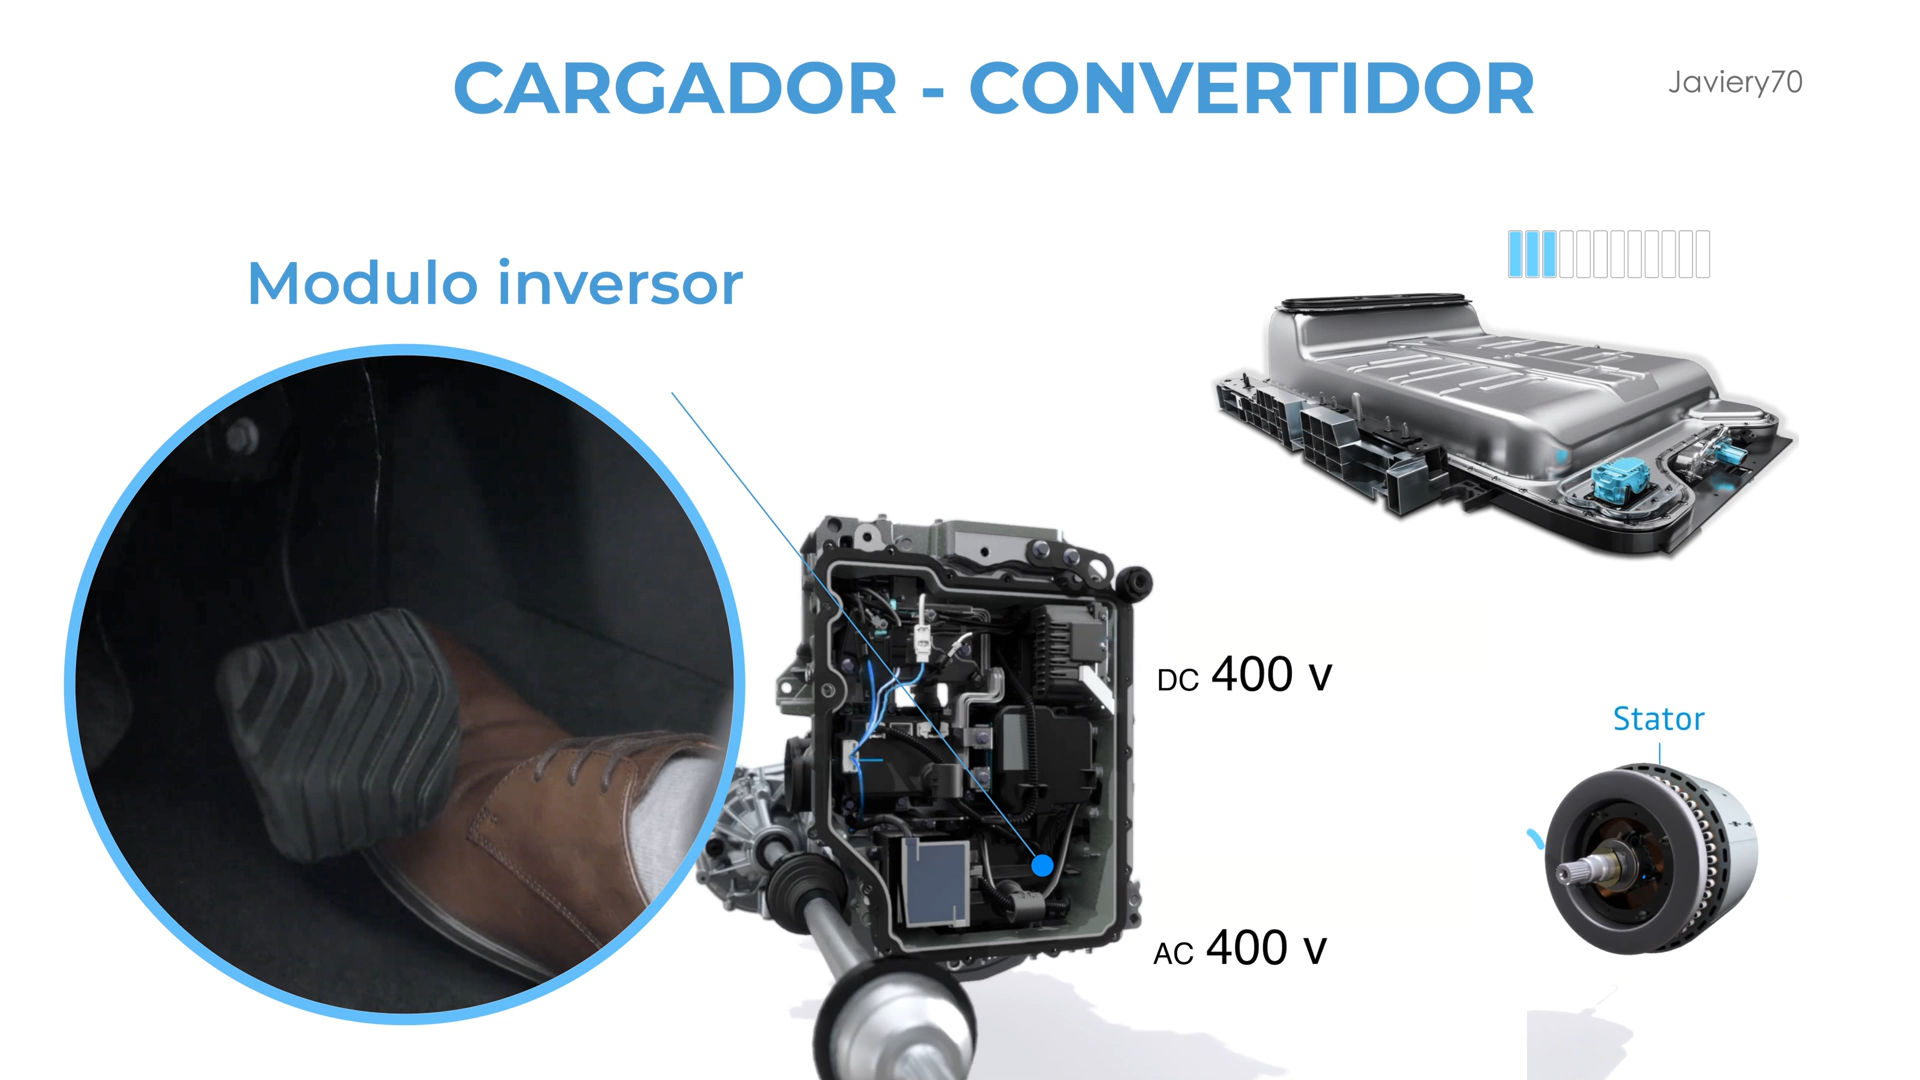 CARGADOR - CONVERTIDOR
Javiery70
Modulo inversor
DC 400 v
Stator
AC 400 v